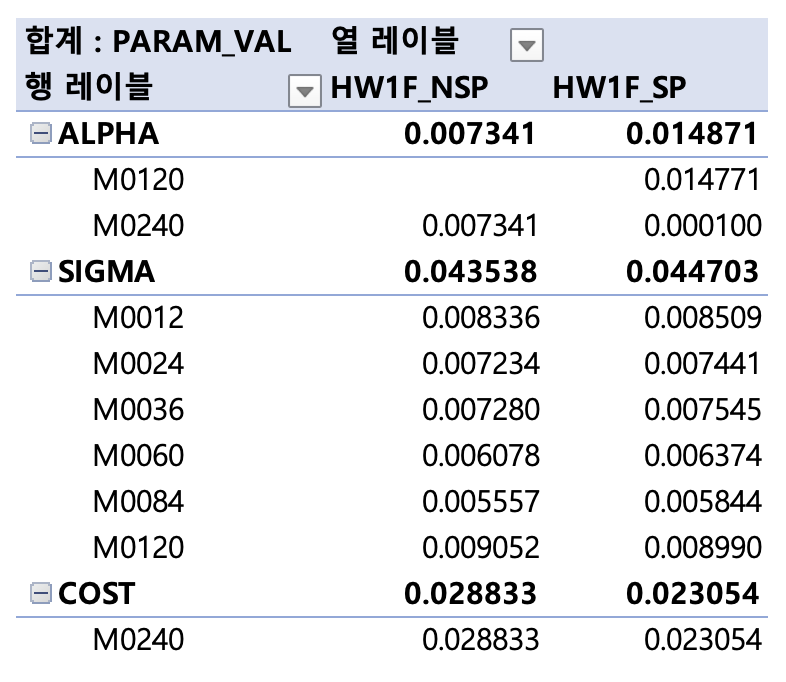 합계 : PARAM_VAL 열 레이블
행 레이블 HW1F_NSP HW1F_SP
ALPHA 0.007341 0.014871
M0120 0.014771
M0240 0.007341 0.000100
SIGMA 0.043538 0.044703
M0012 0.008336 0.008509
M0024 0.007234 0.007441
M0036 0.007280 0.007545
M0060 0.006078 0.006374
M0084 0.005557 0.005844
M0120 0.009052 0.008990
COST 0.028833 0.023054
M0240 0.028833 0.023054